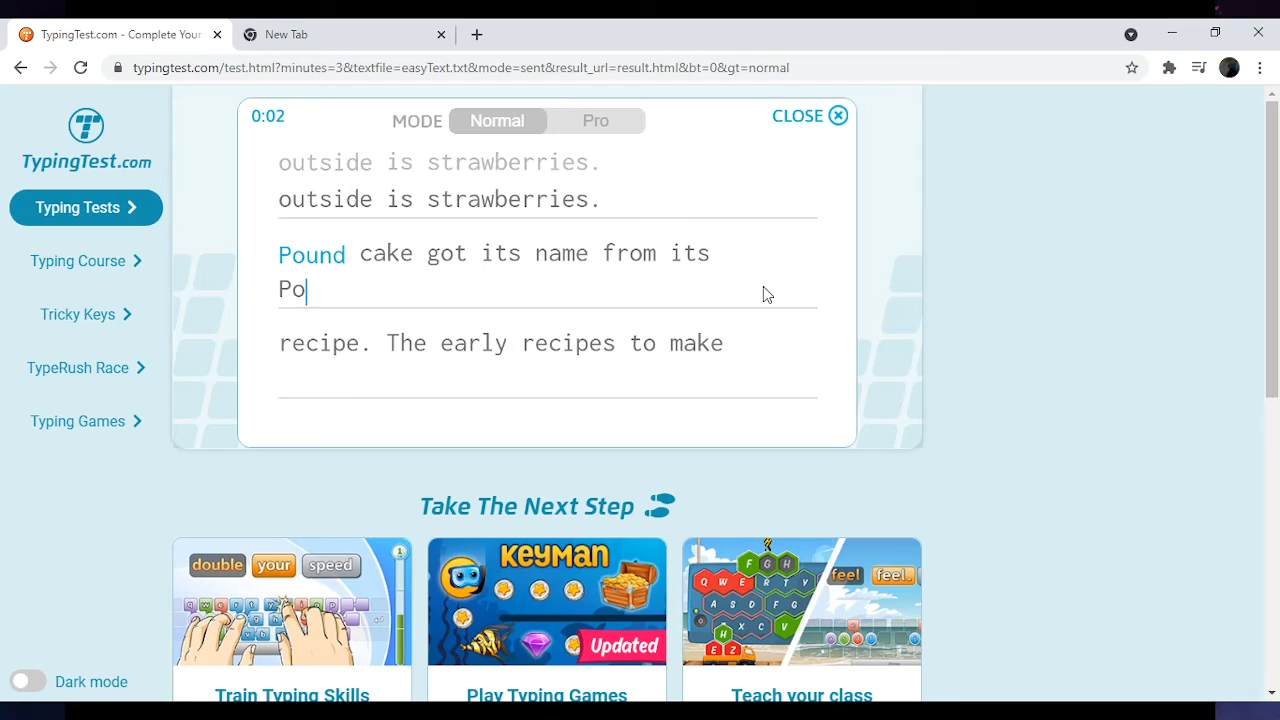 TypingTest.com - Complete Your
New Tab
typingtest.com/test.html?minutes=3&textfile=easyText.txt&mode=sent&result_url=result.html&bt=0&gt=normal
TypingTest.com
Typing Tests
Typing Course
Tricky Keys
TypeRush Race
Typing Games
Dark mode
0:02
MODE
Normal
Pro
CLOSE
outside is strawberries.
outside is strawberries.
Pound cake got its name from its
Po
recipe. The early recipes to make
Take The Next Step
double your speed
1
Train Typing Skills
KEYMAN
Updated
Play Typing Games
F G H
Q W E R T Y
A S D F G
X C V
H
E Z
feel feel.
Teach your class